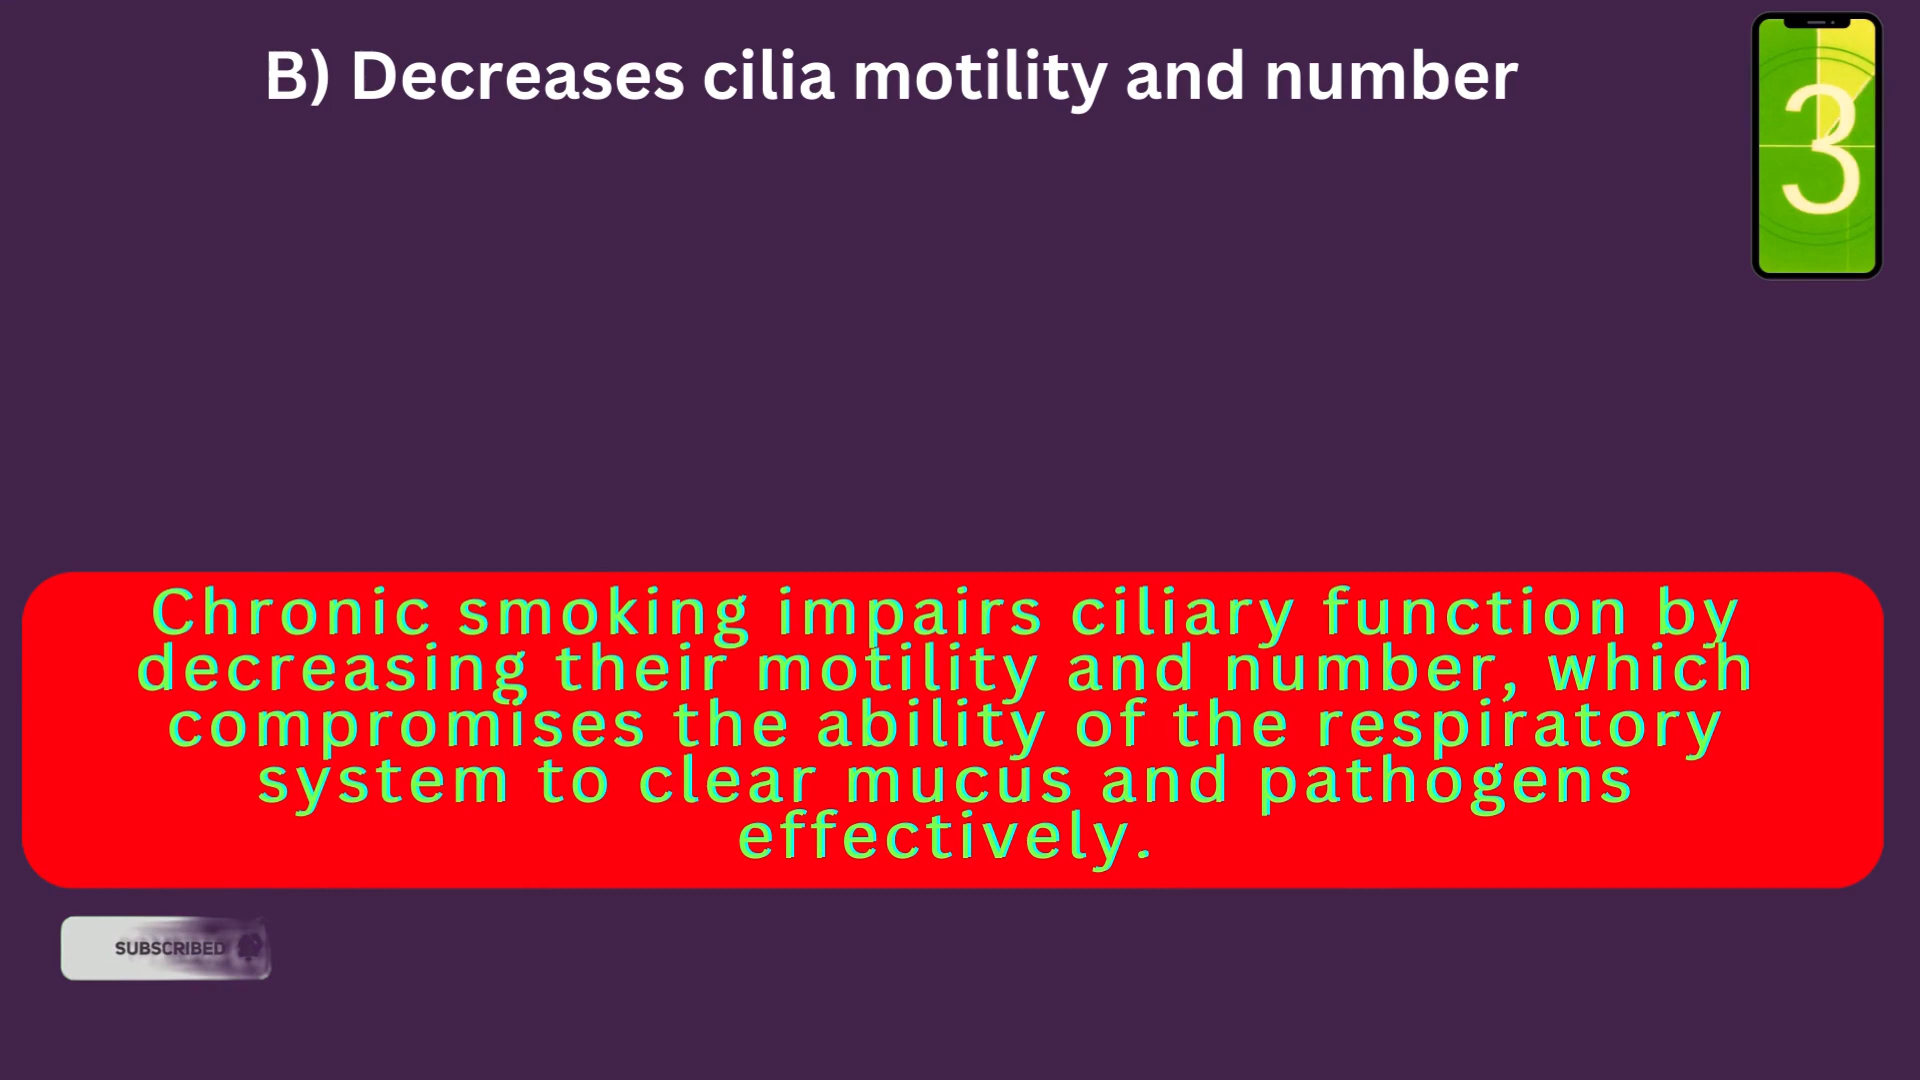 B) Decreases cilia motility and number
3
Chronic smoking impairs ciliary function by
decreasing their motility and number, which
compromises the ability of the respiratory
system to clear mucus and pathogens
effectively.
SUBSCRIBED